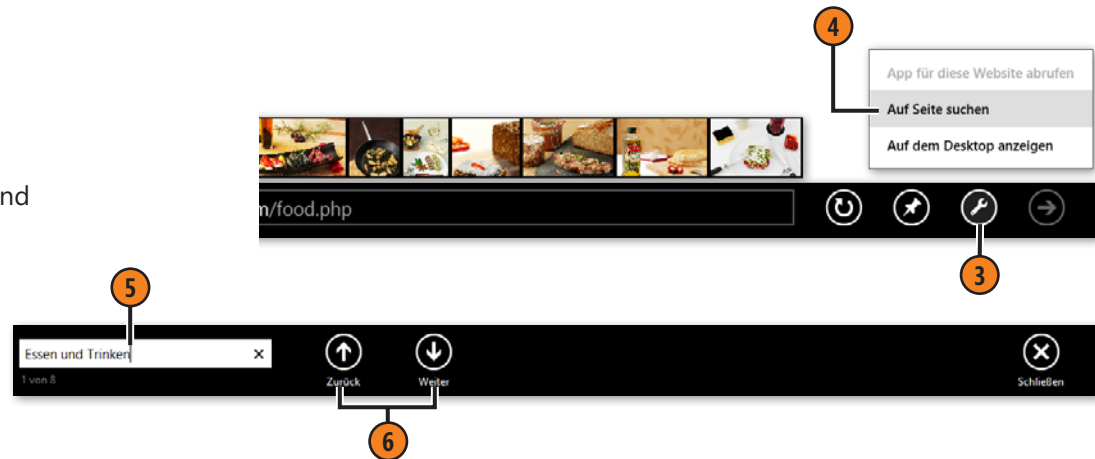 4
App für diese Website abrufen
Auf Seite suchen
Auf dem Desktop anzeigen
nd
m/food.php
3
5
Essen und Trinken
1 von 8
Zurück
Weiter
Schließen
6